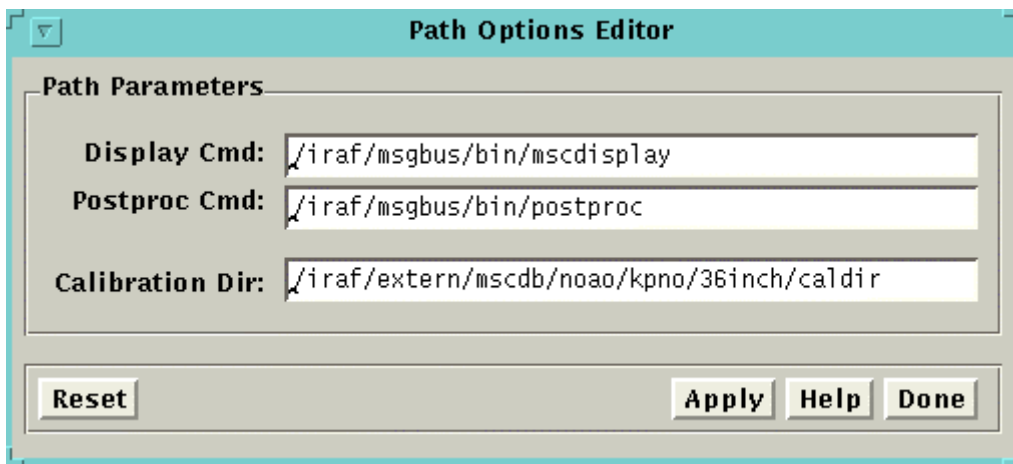 Path Options Editor
Path Parameters
Display Cmd: /iraf/msgbus/bin/mscdisplay
Postproc Cmd: /iraf/msgbus/bin/postproc
Calibration Dir: /iraf/extern/mscdb/noao/kpno/36inch/caldir
Reset Apply Help Done